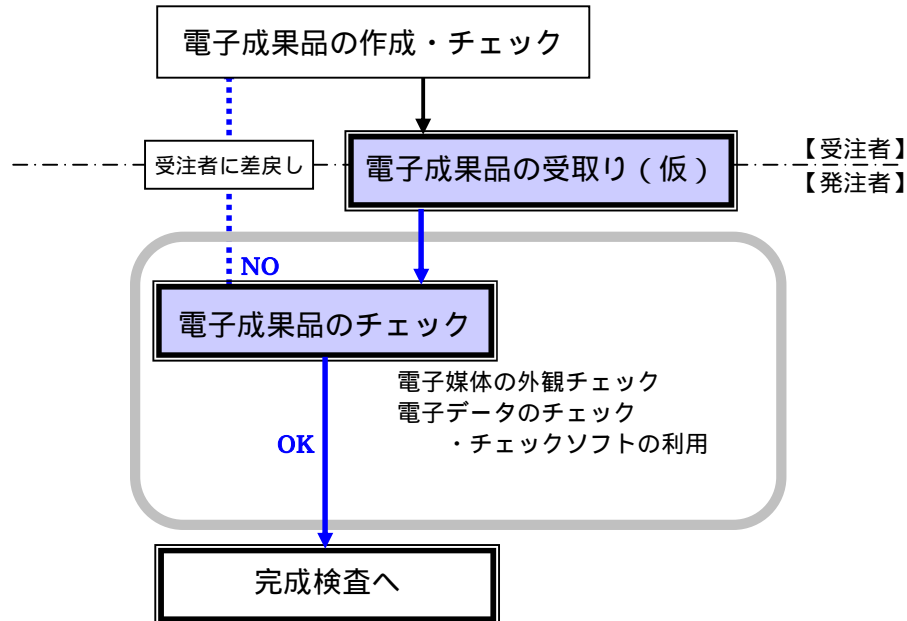 電子成果品の作成・チェック
受注者に差戻し
電子成果品の受取り(仮)
【受注者】
【発注者】
NO
電子成果品のチェック
電子媒体の外観チェック
電子データのチェック
・チェックソフトの利用
OK
完成検査へ